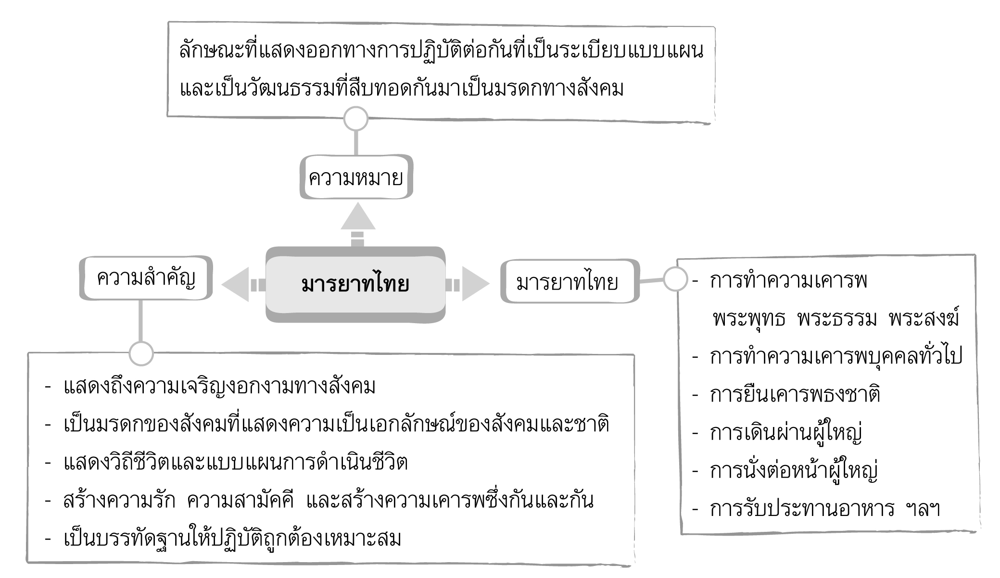 ลักษณะที่แสดงออกทางการปฏิบัติต่อกันที่เป็นระเบียบแบบแผน
และเป็นวัฒนธรรมที่สืบทอดกันมาเป็นมรดกทางสังคม
ความหมาย
ความสำคัญ
มารยาทไทย
มารยาทไทย
- การทำความเคารพ
พระพุทธ พระธรรม พระสงฆ์
- การทำความเคารพบุคคลทั่วไป
- การยืนเคารพธงชาติ
- การเดินผ่านผู้ใหญ่
- การนั่งต่อหน้าผู้ใหญ่
- การรับประทานอาหาร ฯลฯ
- แสดงถึงความเจริญงอกงามทางสังคม
- เป็นมรดกของสังคมที่แสดงความเป็นเอกลักษณ์ของสังคมและชาติ
- แสดงวิถีชีวิตและแบบแผนการดำเนินชีวิต
- สร้างความรัก ความสามัคคี และสร้างความเคารพซึ่งกันและกัน
- เป็นบรรทัดฐานให้ปฏิบัติถูกต้องเหมาะสม